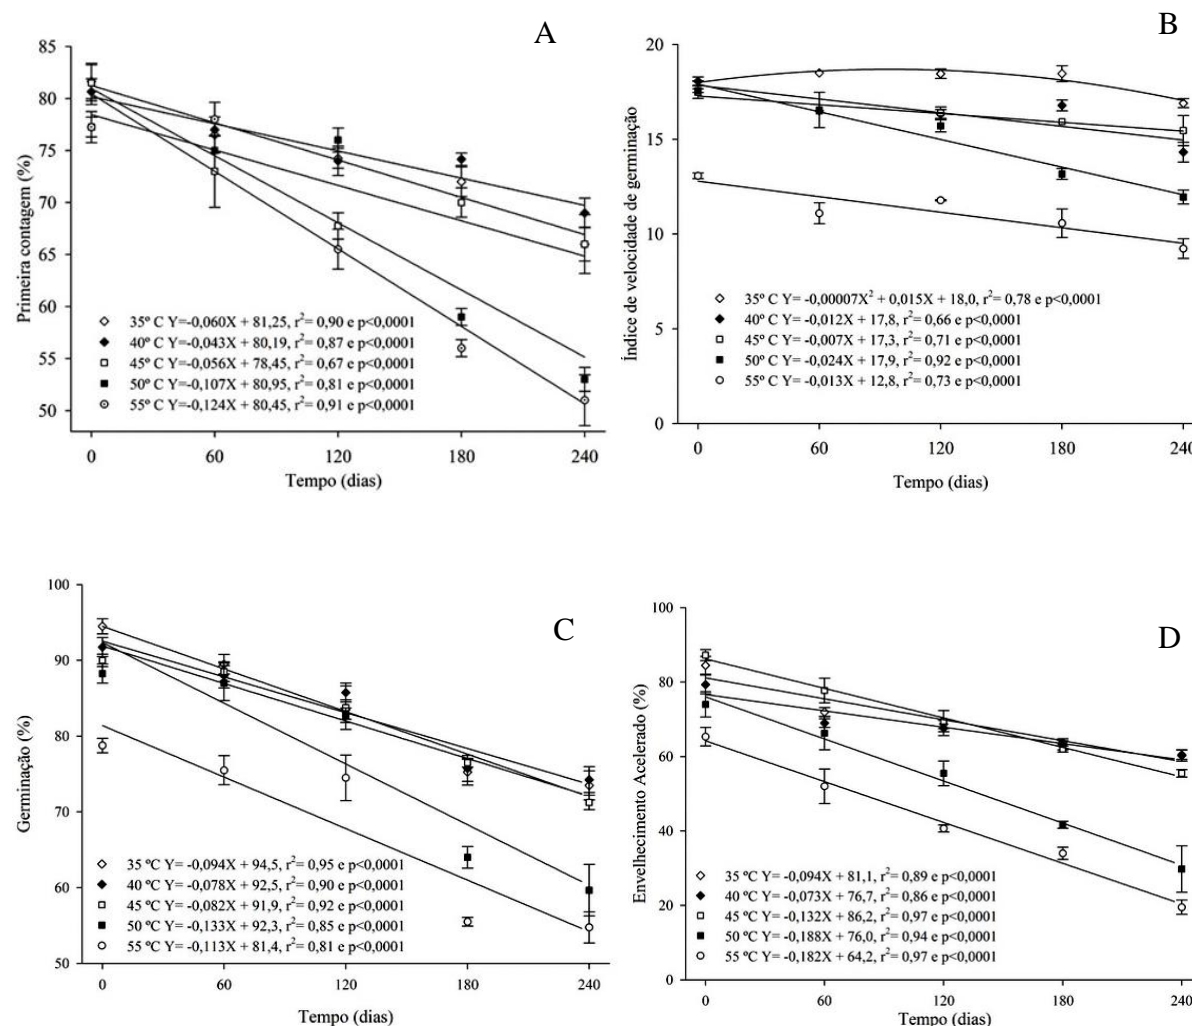 A
Primeira contagem (%)
85
80
75
70
65
60
55
50
35º C Y=-0,060X + 81,25, r²= 0,90 e p<0,0001
40º C Y=-0,043X + 80,19, r²= 0,87 e p<0,0001
45º C Y=-0,056X + 78,45, r²= 0,67 e p<0,0001
50º C Y=-0,107X + 80,95, r²= 0,81 e p<0,0001
55º C Y=-0,124X + 80,45, r²= 0,91 e p<0,0001
0 60 120 180 240
Tempo (dias)
B
Índice de velocidade de germinação
20
15
10
5
0
35º C Y= -0,00007X² + 0,015X + 18,0, r²= 0,78 e p<0,0001
40º C Y= -0,012X + 17,8, r²= 0,66 e p<0,0001
45º C Y= -0,007X + 17,3, r²= 0,71 e p<0,0001
50º C Y= -0,024X + 17,9, r²= 0,92 e p<0,0001
55º C Y= -0,013X + 12,8, r²= 0,73 e p<0,0001
0 60 120 180 240
Tempo (dias)
C
Germinação (%)
100
90
80
70
60
50
35 ºC Y= -0,094X + 94,5, r²= 0,95 e p<0,0001
40 ºC Y= -0,078X + 92,5, r²= 0,90 e p<0,0001
45 ºC Y= -0,082X + 91,9, r²= 0,92 e p<0,0001
50 ºC Y= -0,133X + 92,3, r²= 0,85 e p<0,0001
55 ºC Y= -0,113X + 81,4, r²= 0,81 e p<0,0001
0 60 120 180 240
Tempo (dias)
D
Envelhecimento Acelerado (%)
100
80
60
40
20
0
35 ºC Y= -0,094X + 81,1, r²= 0,89 e p<0,0001
40 ºC Y= -0,073X + 76,7, r²= 0,86 e p<0,0001
45 ºC Y= -0,132X + 86,2, r²= 0,97 e p<0,0001
50 ºC Y= -0,188X + 76,0, r²= 0,94 e p<0,0001
55 ºC Y= -0,182X + 64,2, r²= 0,97 e p<0,0001
0 60 120 180 240
Tempo (dias)